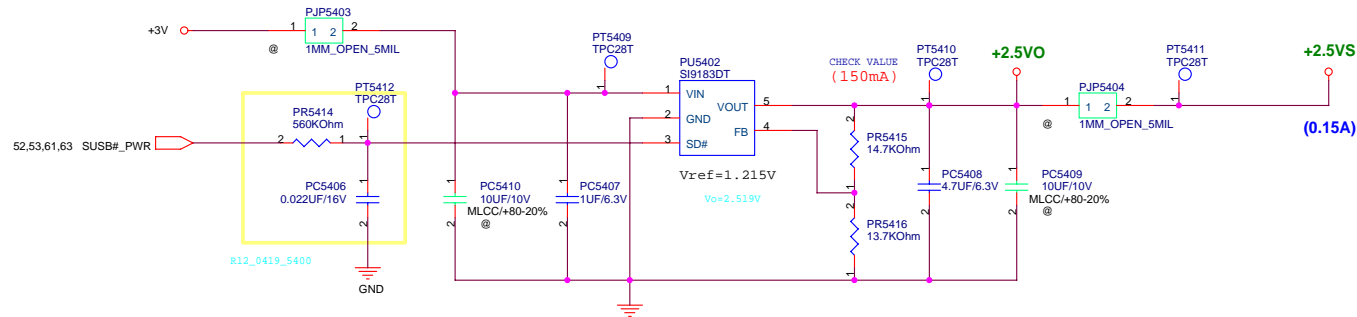 +3V
PJP5403
1
1 2
2
@
1MM_OPEN_5MIL
PT5409
TPC28T
PU5402
SI9183DT
1
VIN
2
GND
3
SD#
VOUT
5
FB
4
Vref=1.215V
Vo=2.519V
CHECK VALUE
(150mA)
PT5410
TPC28T
+2.5VO
PT5411
TPC28T
+2.5VS
PJP5404
1
1 2
2
@
1MM_OPEN_5MIL
(0.15A)
PT5412
TPC28T
PR5414
560KOhm
2
1
52,53,61,63 SUSB#_PWR
1
PC5406
0.022UF/16V
2
R12_0419_5400
GND
1
PC5410
10UF/10V
MLCC/+80-20%
@
2
1
PC5407
1UF/6.3V
2
2
PR5415
14.7KOhm
1
2
PR5416
13.7KOhm
1
1
PC5408
4.7UF/6.3V
2
1
PC5409
10UF/10V
MLCC/+80-20%
@
2